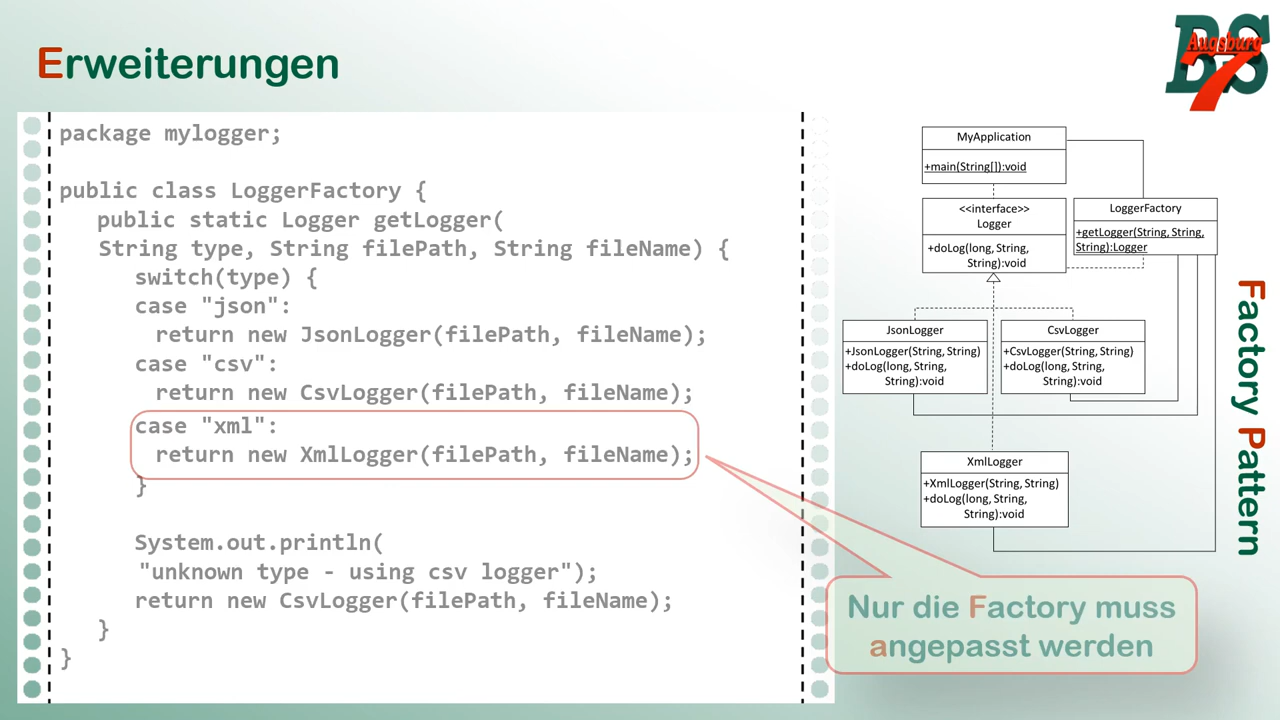 Erweiterungen
BS
Augsburg
7
package mylogger;
public class LoggerFactory {
public static Logger getLogger(
String type, String filePath, String fileName) {
switch(type) {
case "json":
return new JsonLogger(filePath, fileName);
case "csv":
return new CsvLogger(filePath, fileName);
case "xml":
return new XmlLogger(filePath, fileName);
}
System.out.println(
"unknown type - using csv logger");
return new CsvLogger(filePath, fileName);
}
}
MyApplication
+main(String[]):void
<<interface>>
Logger
+doLog(long, String,
String):void
LoggerFactory
+getLogger(String, String,
String):Logger
JsonLogger
+JsonLogger(String, String)
+doLog(long, String,
String):void
CsvLogger
+CsvLogger(String, String)
+doLog(long, String,
String):void
XmlLogger
+XmlLogger(String, String)
+doLog(long, String,
String):void
Nur die Factory muss
angepasst werden
Factory Pattern